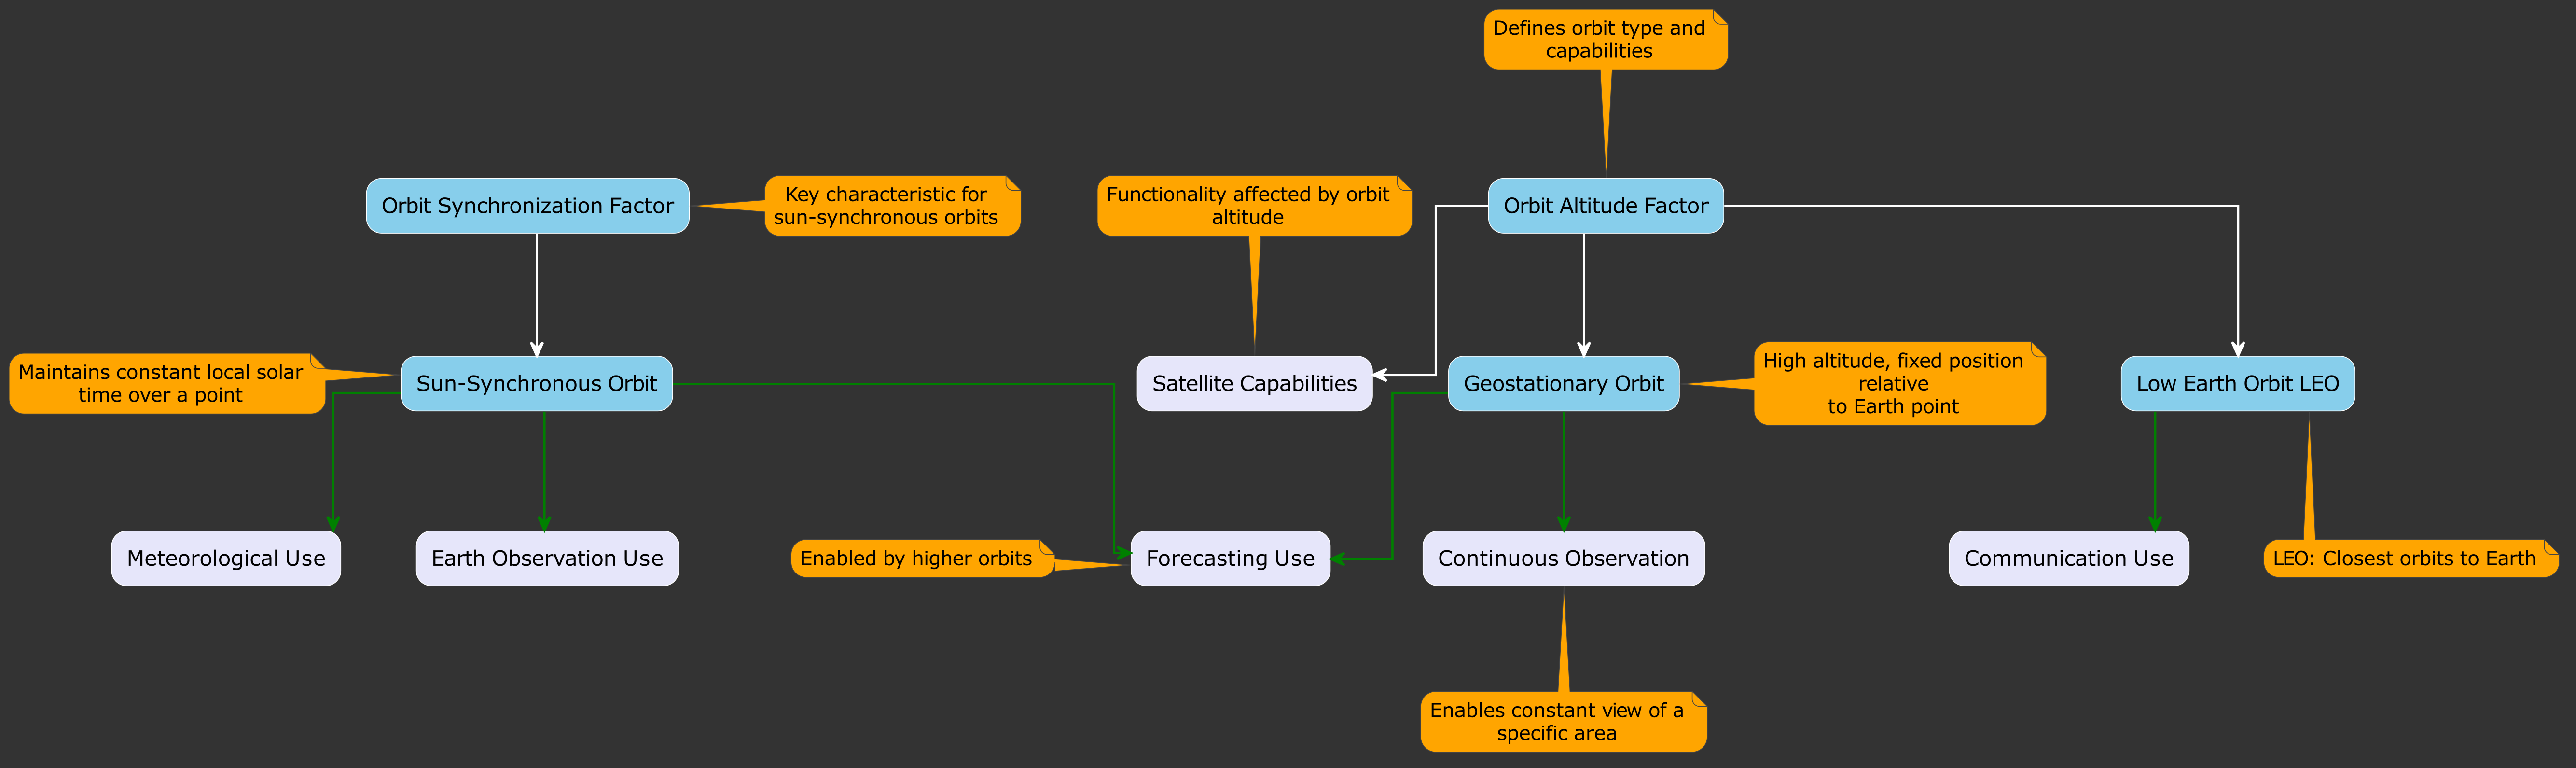 Defines orbit type and
capabilities
Orbit Synchronization Factor
Key characteristic for
sun-synchronous orbits
Functionality affected by orbit
altitude
Orbit Altitude Factor
Maintains constant local solar
time over a point
Sun-Synchronous Orbit
Satellite Capabilities
Geostationary Orbit
High altitude, fixed position
relative
to Earth point
Low Earth Orbit LEO
Meteorological Use
Earth Observation Use
Enabled by higher orbits
Forecasting Use
Continuous Observation
Communication Use
LEO: Closest orbits to Earth
Enables constant view of a
specific area